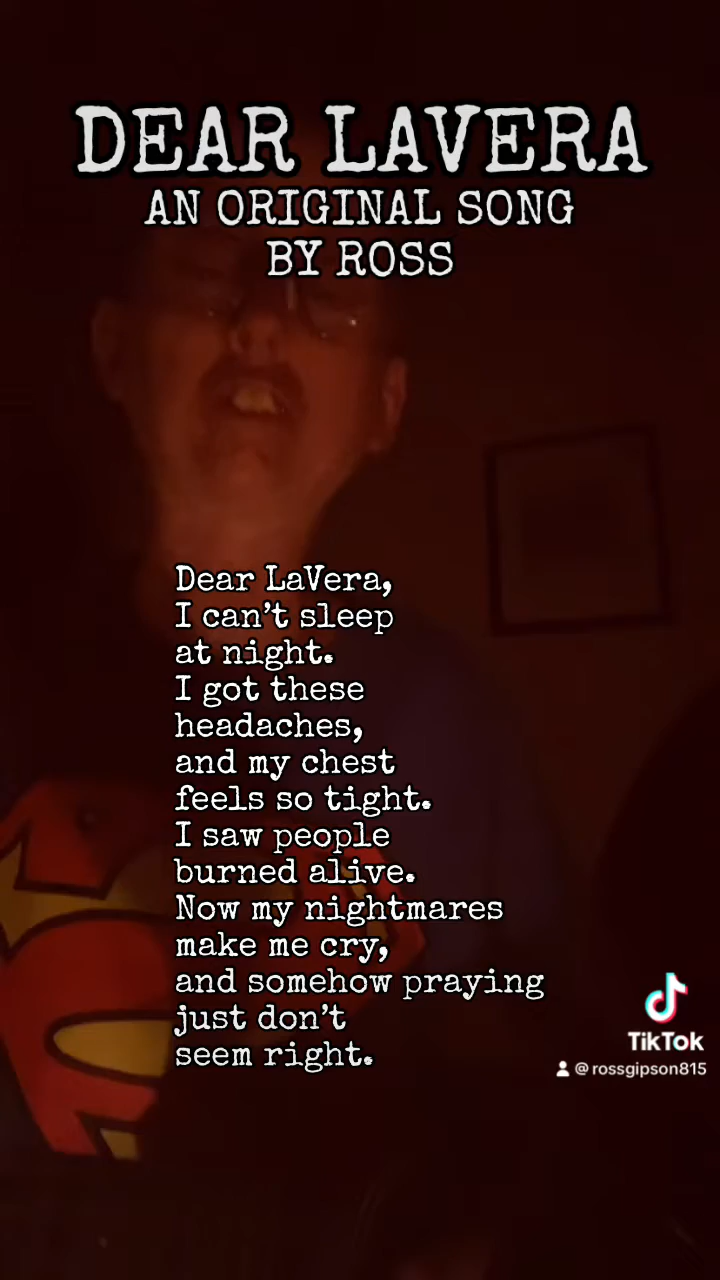 DEAR LAVERA
AN ORIGINAL SONG
BY ROSS
Dear LaVera,
I can’t sleep
at night.
I got these
headaches,
and my chest
feels so tight.
I saw people
burned alive.
Now my nightmares
make me cry,
and somehow praying
just don’t
seem right.
TikTok
@rossgipson815